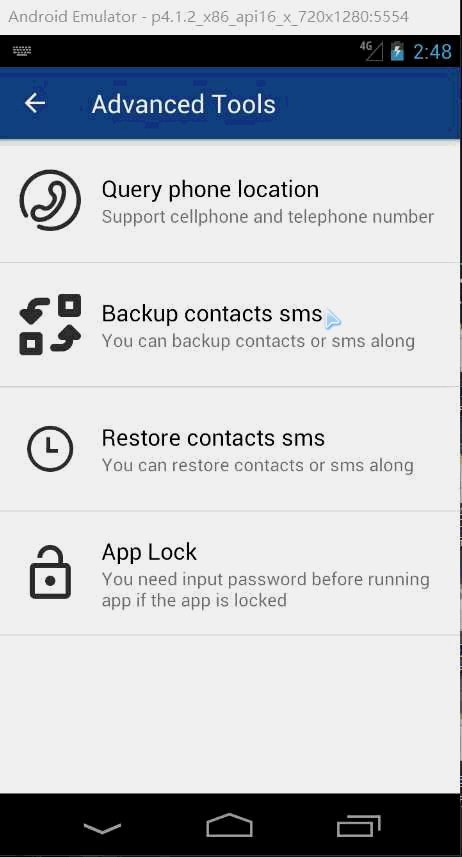 Android Emulator - p4.1.2_x86_api16_x_720x1280:5554
4G 2:48
Advanced Tools
Query phone location
Support cellphone and telephone number
Backup contacts sms
You can backup contacts or sms along
Restore contacts sms
You can restore contacts or sms along
App Lock
You need input password before running
app if the app is locked